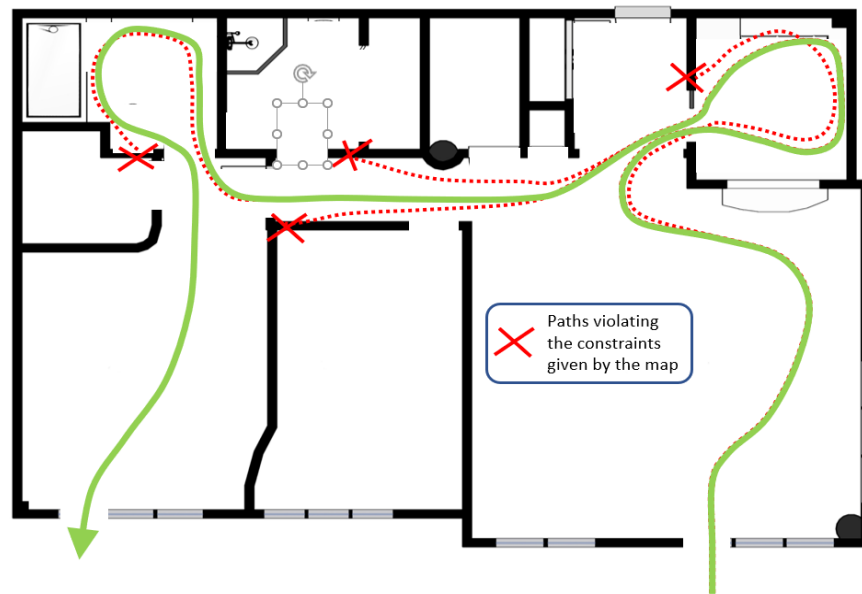 Paths violating
the constraints
given by the map